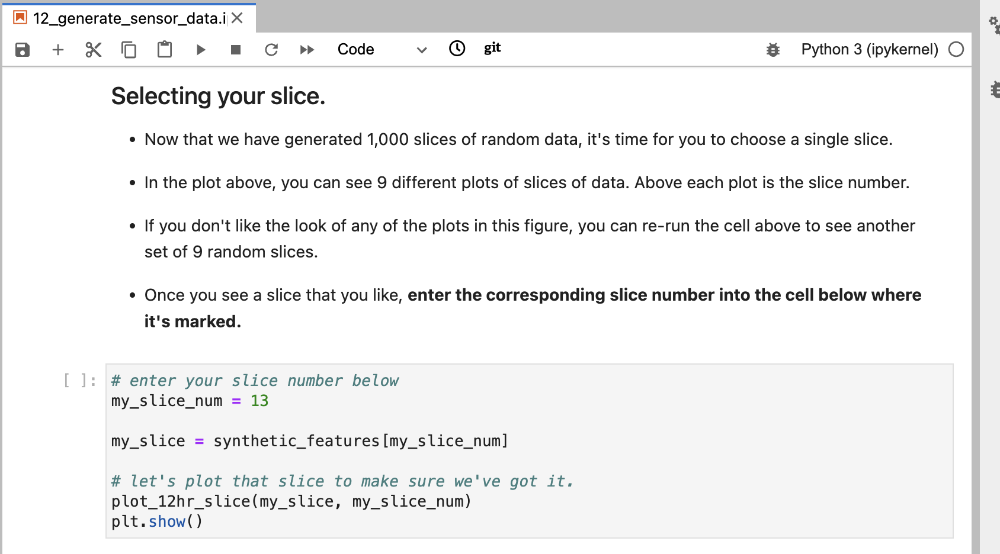 12_generate_sensor_data.i
Code
git
Python 3 (ipykernel)
Selecting your slice.
• Now that we have generated 1,000 slices of random data, it's time for you to choose a single slice.
• In the plot above, you can see 9 different plots of slices of data. Above each plot is the slice number.
• If you don't like the look of any of the plots in this figure, you can re-run the cell above to see another
set of 9 random slices.
• Once you see a slice that you like, enter the corresponding slice number into the cell below where
it's marked.
[ ]:
# enter your slice number below
my_slice_num = 13
my_slice = synthetic_features[my_slice_num]
# let's plot that slice to make sure we've got it.
plot_12hr_slice(my_slice, my_slice_num)
plt.show()